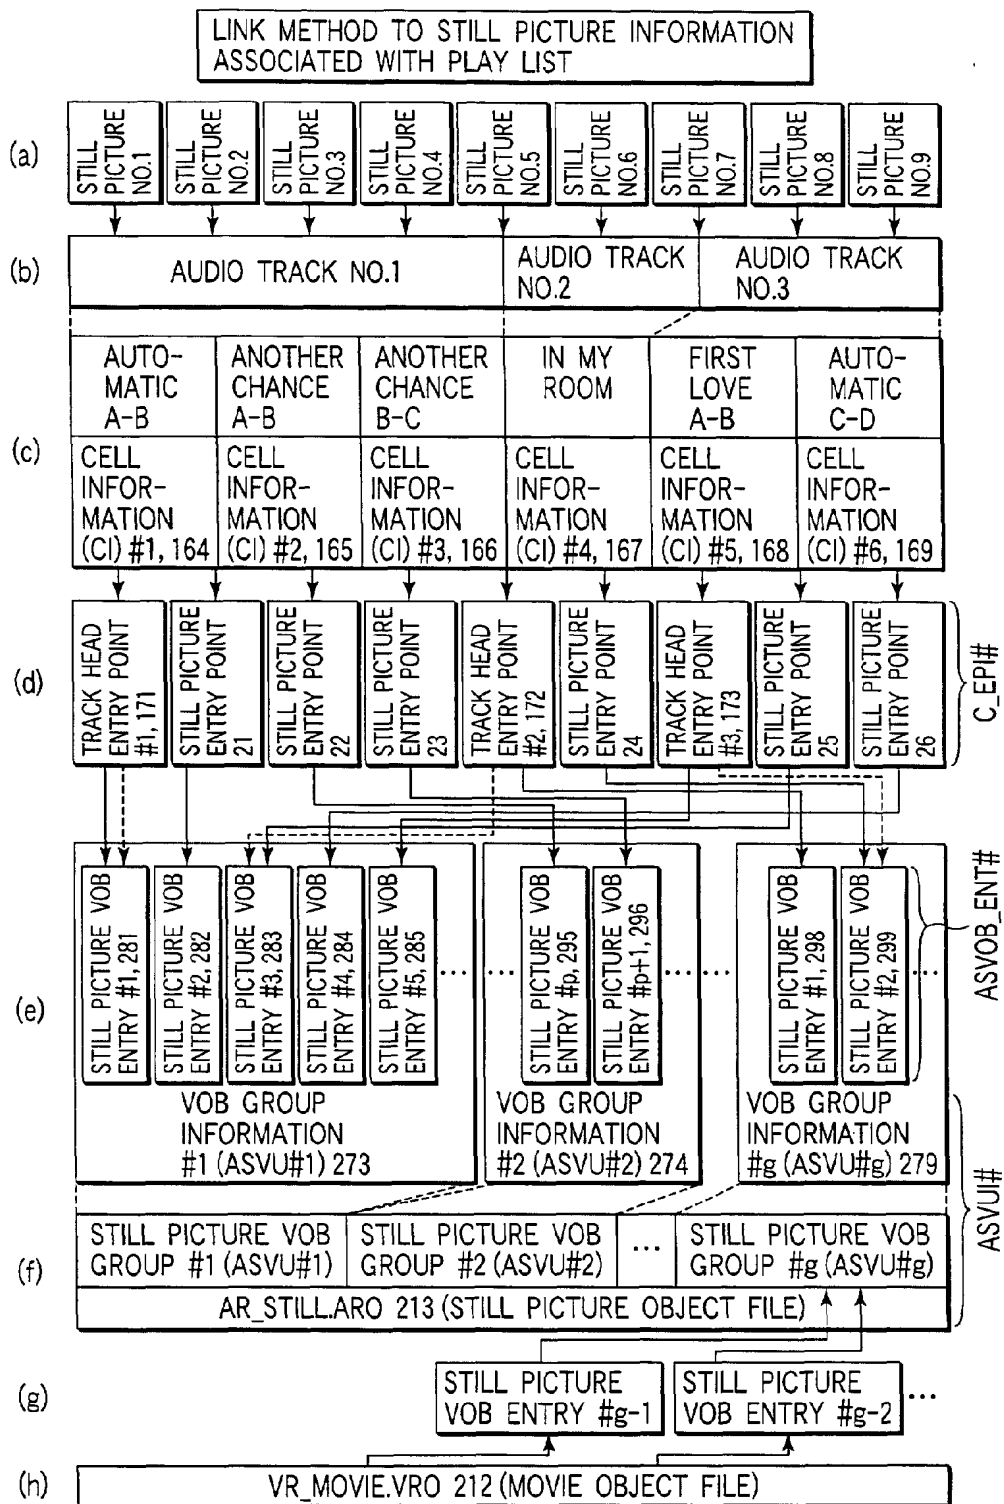 LINK METHOD TO STILL PICTURE INFORMATION
ASSOCIATED WITH PLAY LIST
(a)
STILL
PICTURE
NO.1
STILL
PICTURE
NO.2
STILL
PICTURE
NO.3
STILL
PICTURE
NO.4
STILL
PICTURE
NO.5
STILL
PICTURE
NO.6
STILL
PICTURE
NO.7
STILL
PICTURE
NO.8
STILL
PICTURE
NO.9
(b)
AUDIO TRACK NO.1
AUDIO TRACK
NO.2
AUDIO TRACK
NO.3
(c)
AUTO-
MATIC
A-B
ANOTHER
CHANCE
A-B
ANOTHER
CHANCE
B-C
IN MY
ROOM
FIRST
LOVE
A-B
AUTO-
MATIC
C-D
CELL
INFOR-
MATION
(CI) #1, 164
CELL
INFOR-
MATION
(CI) #2, 165
CELL
INFOR-
MATION
(CI) #3, 166
CELL
INFOR-
MATION
(CI) #4, 167
CELL
INFOR-
MATION
(CI) #5, 168
CELL
INFOR-
MATION
(CI) #6, 169
(d)
TRACK HEAD
ENTRY POINT
#1, 171
STILL PICTURE
ENTRY POINT
21
STILL PICTURE
ENTRY POINT
22
STILL PICTURE
ENTRY POINT
23
TRACK HEAD
ENTRY POINT
#2, 172
STILL PICTURE
ENTRY POINT
24
TRACK HEAD
ENTRY POINT
#3, 173
STILL PICTURE
ENTRY POINT
25
STILL PICTURE
ENTRY POINT
26
C_EPI#
(e)
STILL PICTURE VOB
ENTRY #1, 281
STILL PICTURE VOB
ENTRY #2, 282
STILL PICTURE VOB
ENTRY #3, 283
STILL PICTURE VOB
ENTRY #4, 284
STILL PICTURE VOB
ENTRY #5, 285
....
....
STILL PICTURE VOB
ENTRY #p, 295
STILL PICTURE VOB
ENTRY #p+1, 296
....
....
STILL PICTURE VOB
ENTRY #1, 298
STILL PICTURE VOB
ENTRY #2, 299
....
ASVOB_ENT#
VOB GROUP
INFORMATION
#1 (ASVU#1) 273
VOB GROUP
INFORMATION
#2 (ASVU#2) 274
VOB GROUP
INFORMATION
#g (ASVU#g) 279
ASVUI#
(f)
STILL PICTURE VOB
GROUP #1 (ASVU#1)
STILL PICTURE VOB
GROUP #2 (ASVU#2)
...
STILL PICTURE VOB
GROUP #g (ASVU#g)
AR_STILL.ARO 213 (STILL PICTURE OBJECT FILE)
(g)
STILL PICTURE
VOB ENTRY #g-1
STILL PICTURE
VOB ENTRY #g-2
...
(h)
VR_MOVIE.VRO 212 (MOVIE OBJECT FILE)